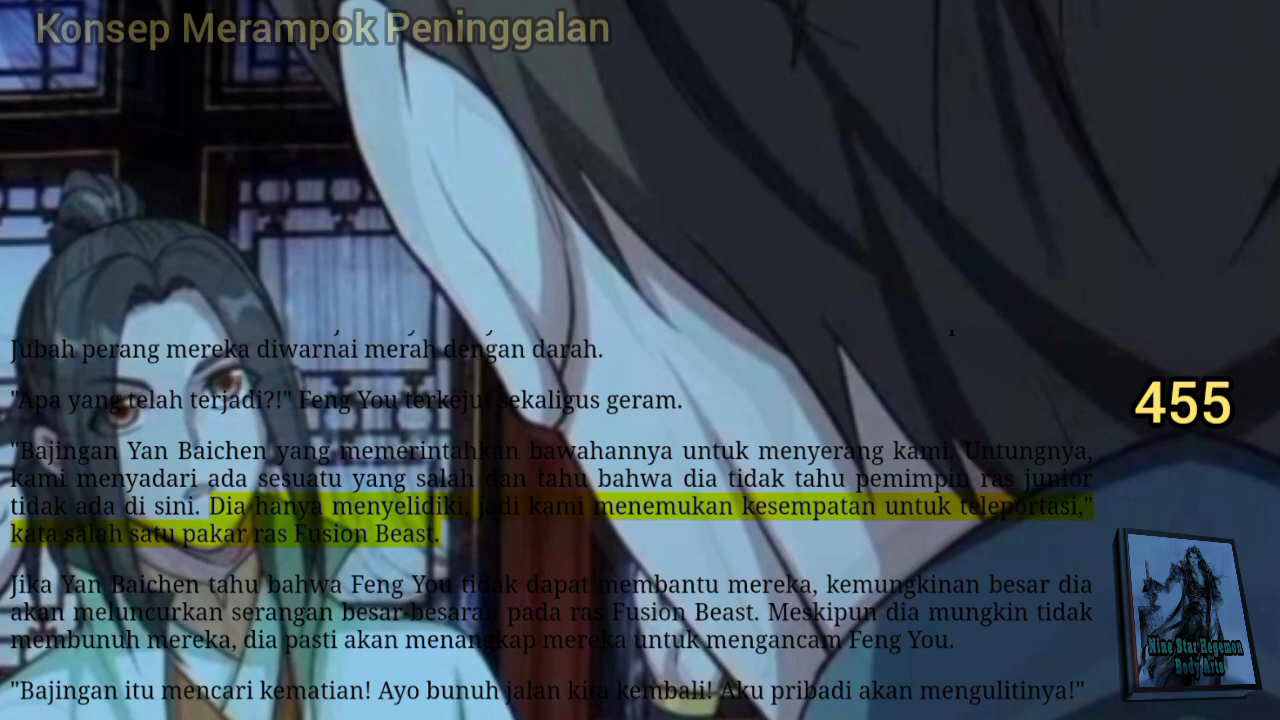 Konsep Merampok Peninggalan
Jubah perang mereka diwarnai merah dengan darah.
"Apa yang telah terjadi?!" Feng You terkejut sekaligus geram.
455
"Bajingan Yan Baichen yang memerintahkan bawahannya untuk menyerang kami. Untungnya,
kami menyadari ada sesuatu yang salah dan tahu bahwa dia tidak tahu pemimpin ras junior
tidak ada di sini. Dia hanya menyelidiki, jadi kami menemukan kesempatan untuk teleportasi,"
kata salah satu pakar ras Fusion Beast.
Jika Yan Baichen tahu bahwa Feng You tidak dapat membantu mereka, kemungkinan besar dia
akan meluncurkan serangan besar-besaran pada ras Fusion Beast. Meskipun dia mungkin tidak
membunuh mereka, dia pasti akan menangkap mereka untuk mengancam Feng You.
"Bajingan itu mencari kematian! Ayo bunuh jalan kita kembali! Aku pribadi akan mengulitinya!"
Nine Star Hegemon
Body Arts